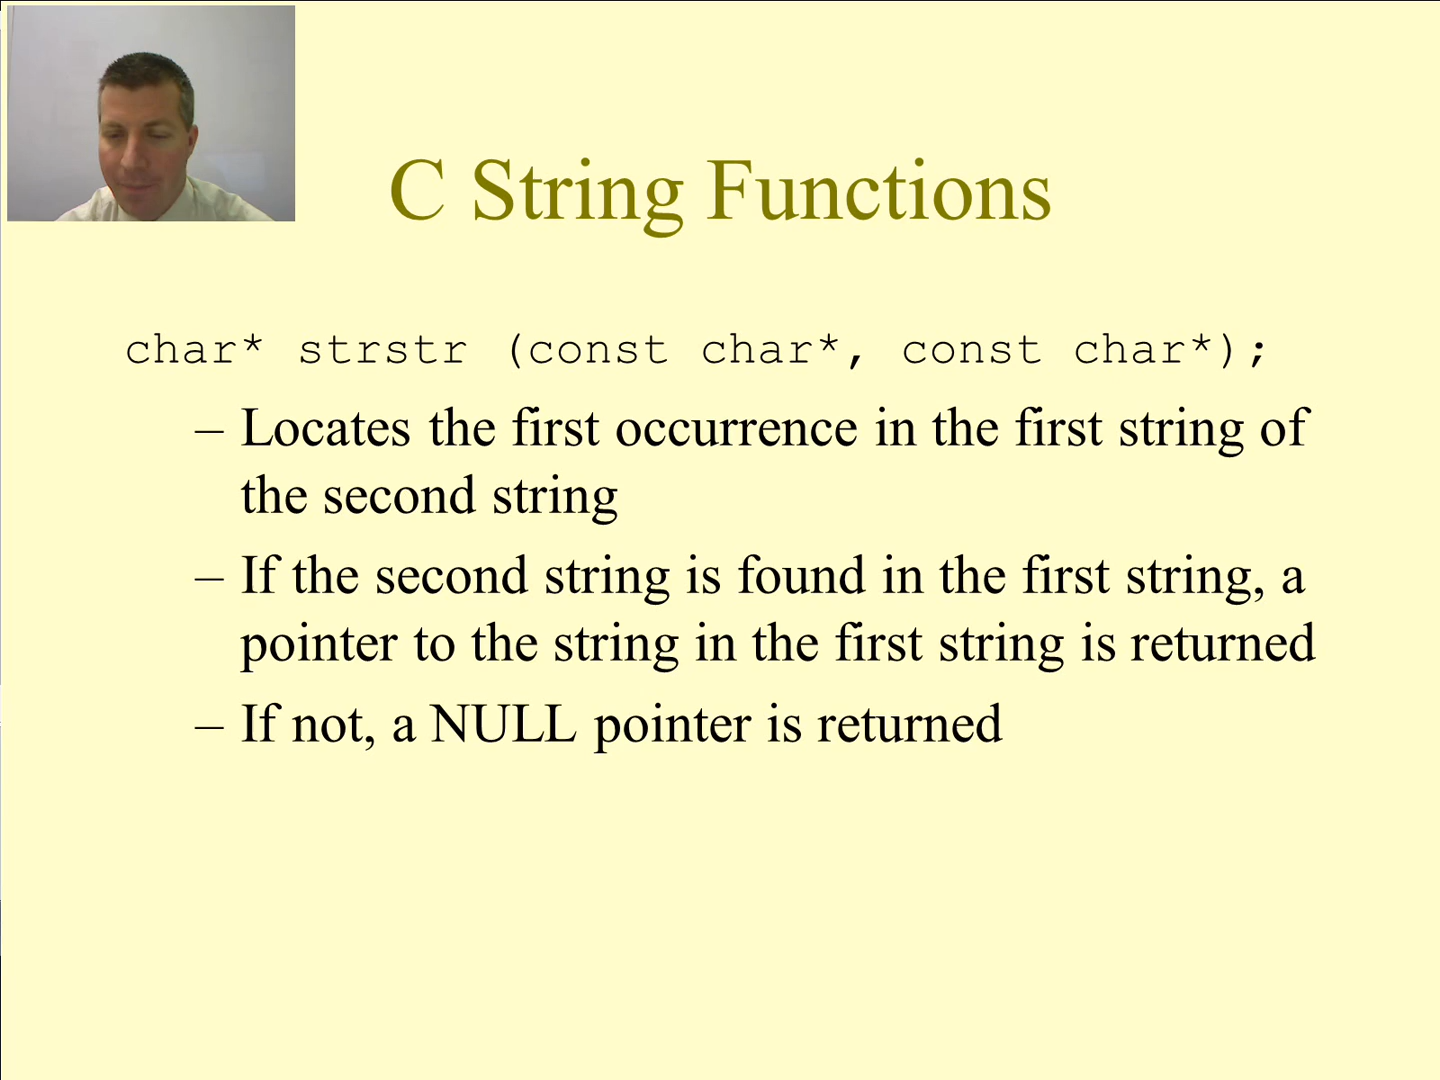 C String Functions
char* strstr (const char*, const char*);
– Locates the first occurrence in the first string of
the second string
– If the second string is found in the first string, a
pointer to the string in the first string is returned
– If not, a NULL pointer is returned